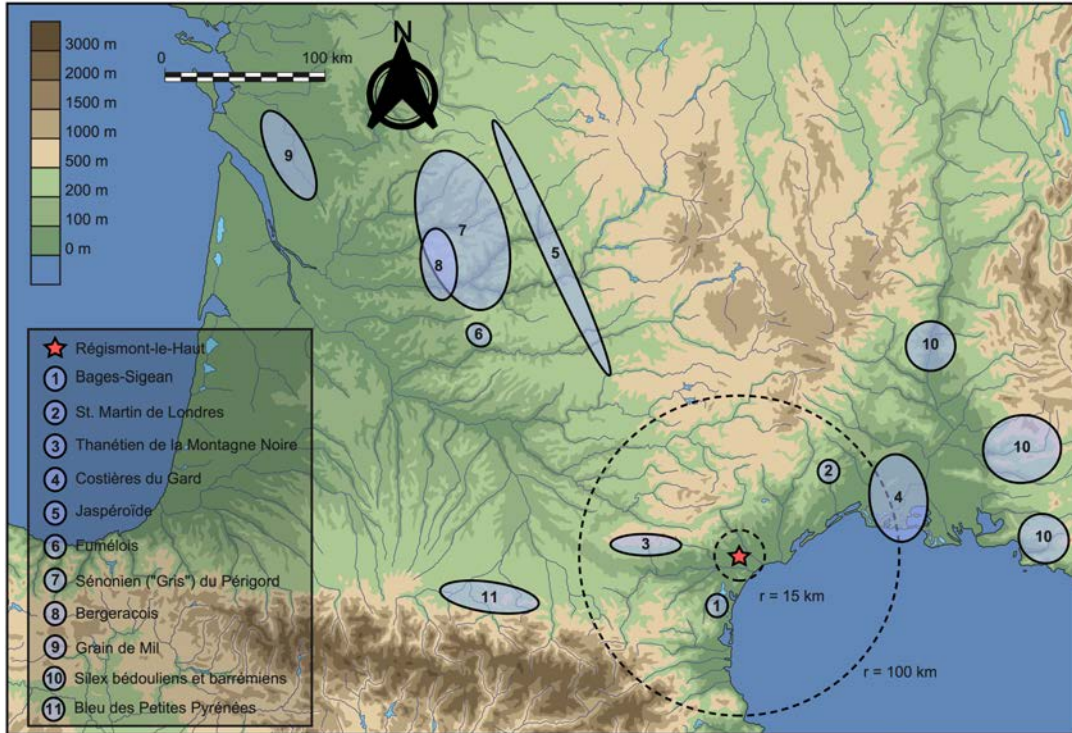 3000 m
2000 m
1500 m
1000 m
500 m
200 m
100 m
0 m
0 100 km
N
9
7
8
5
6
10
10
10
2
4
3
1
11
r = 15 km
r = 100 km
Régismont-le-Haut
1 Bages-Sigean
2 St. Martin de Londres
3 Thanétien de la Montagne Noire
4 Costières du Gard
5 Jaspéroïde
6 Fumélois
7 Sénonien ("Gris") du Périgord
8 Bergeracois
9 Grain de Mil
10 Silex bédouliens et barrémiens
11 Bleu des Petites Pyrénées